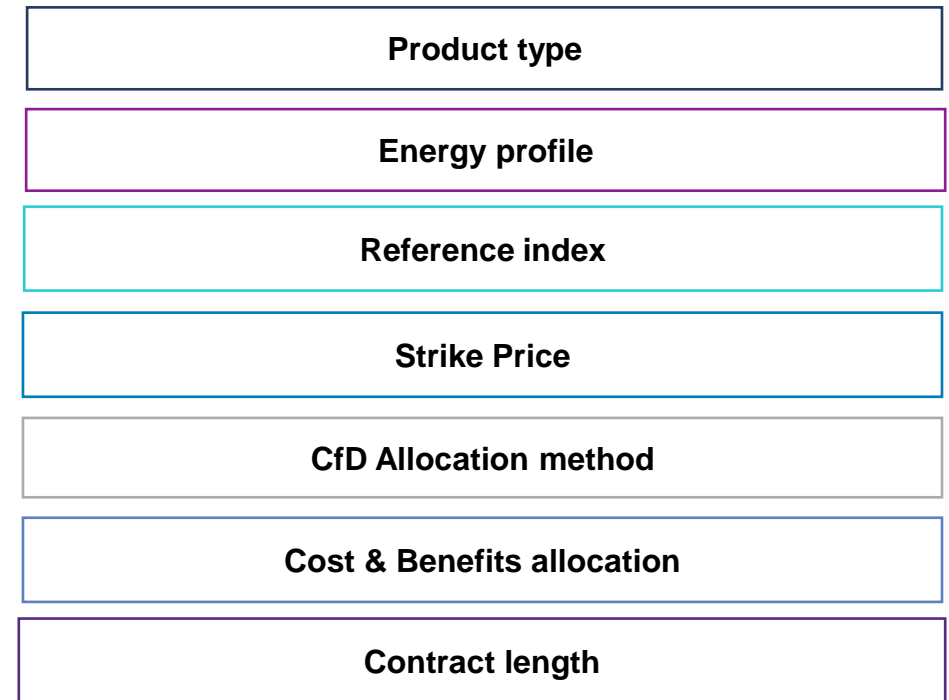 Product type
Energy profile
Reference index
Strike Price
CfD Allocation method
Cost & Benefits allocation
Contract length